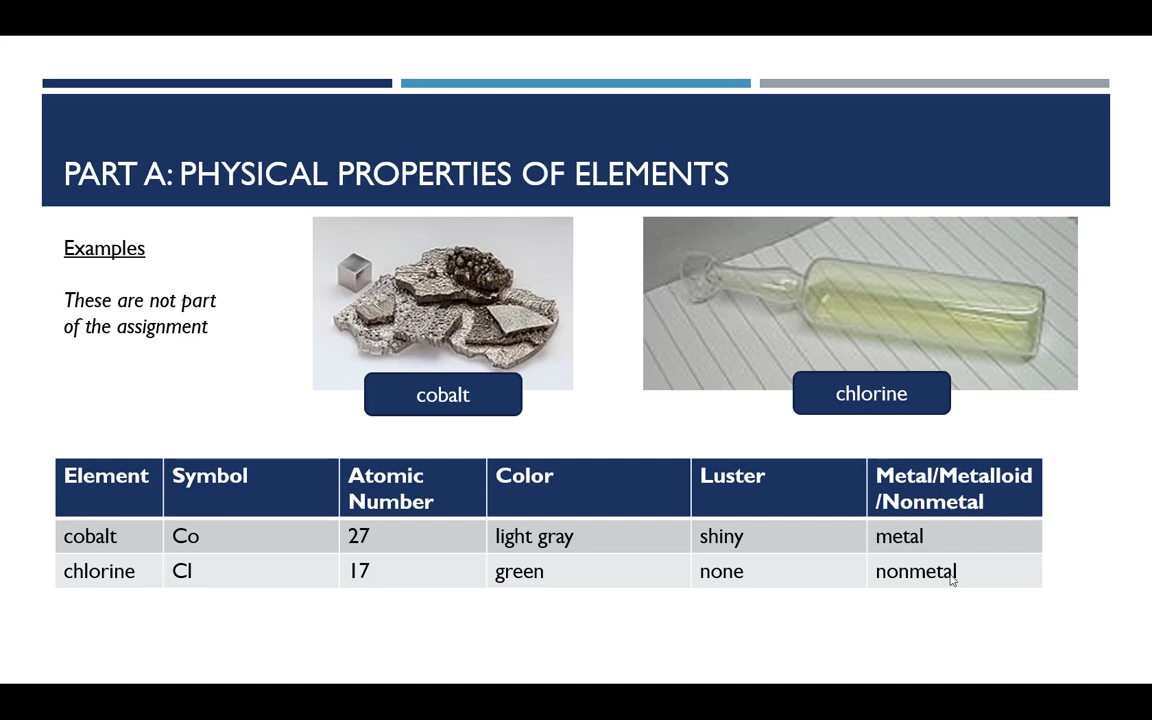 PART A: PHYSICAL PROPERTIES OF ELEMENTS
Examples
These are not part
of the assignment
cobalt
chlorine
Element Symbol Atomic Number Color Luster Metal/Metalloid /Nonmetal
cobalt Co 27 light gray shiny metal
chlorine Cl 17 green none nonmetal